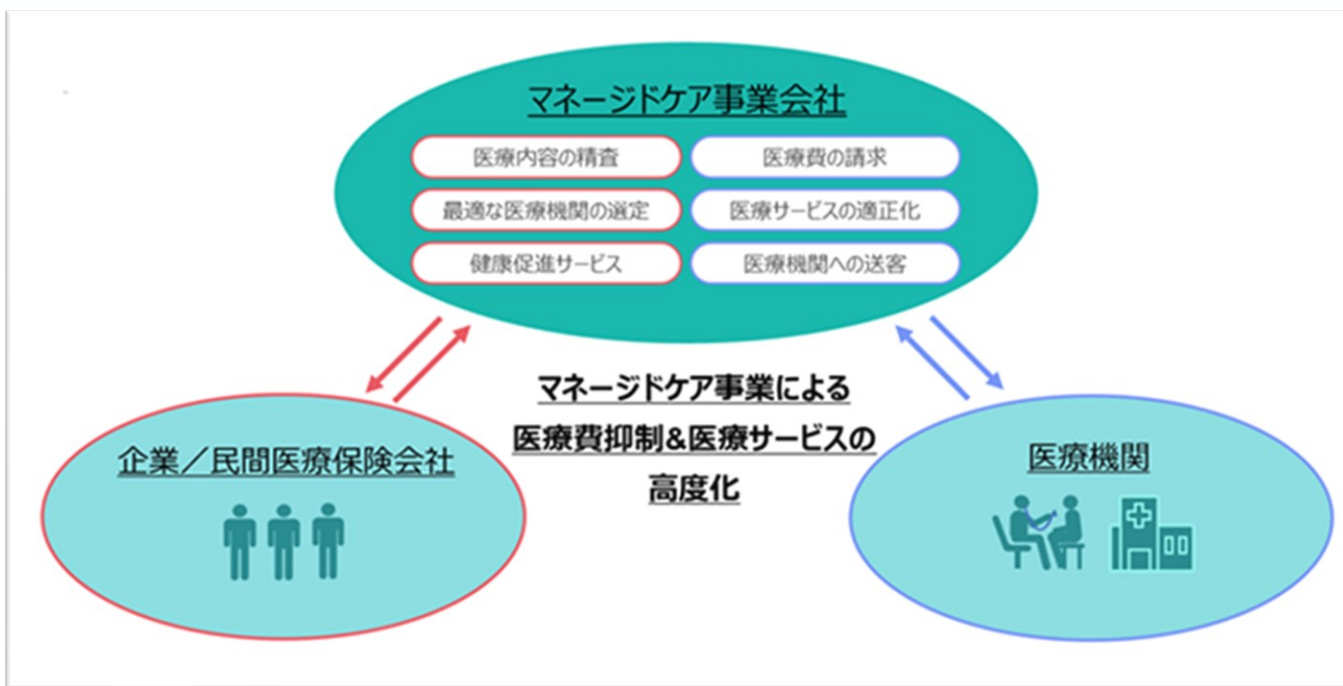 マネージドケア事業会社
医療内容の精査
医療費の請求
最適な医療機関の選定
医療サービスの適正化
健康促進サービス
医療機関への送客
マネージドケア事業による
医療費抑制&医療サービスの
高度化
企業／民間医療保険会社
医療機関